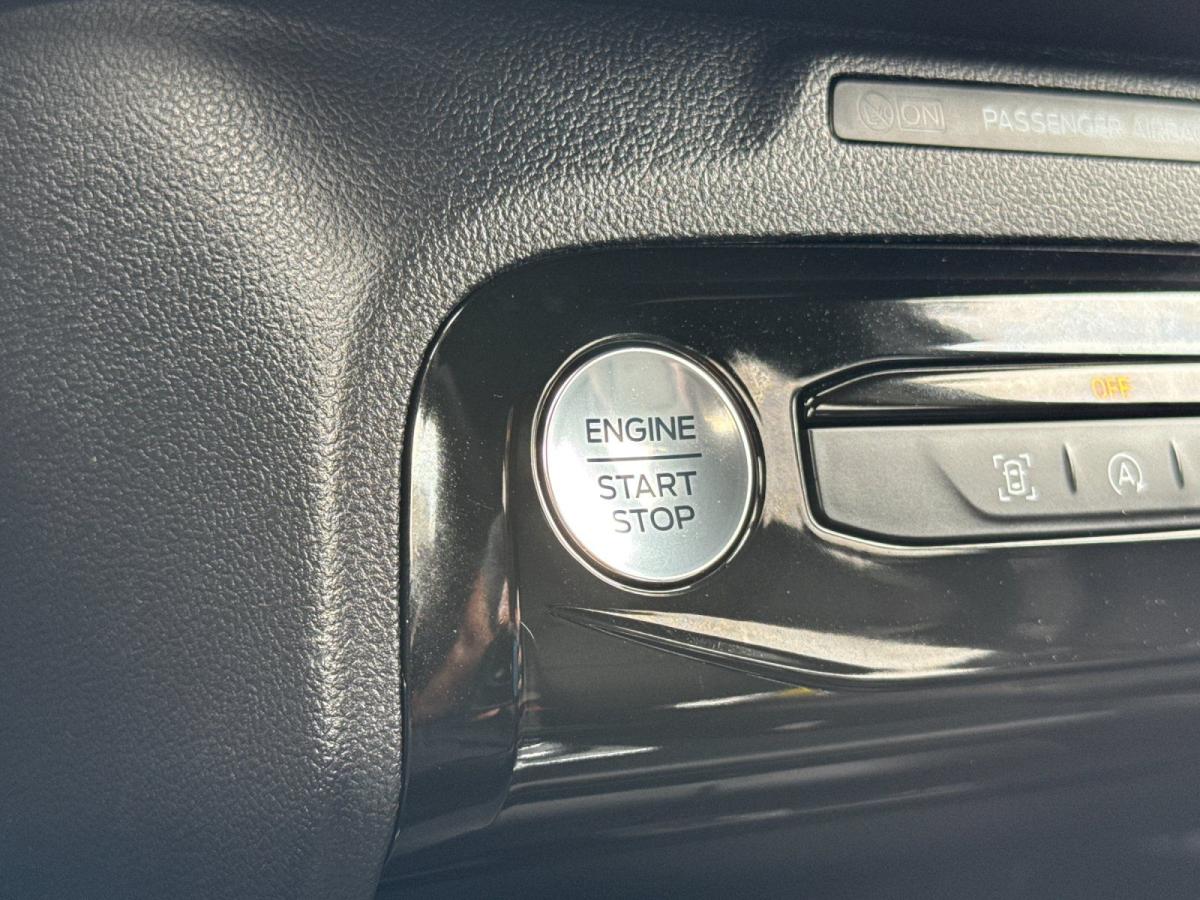 ON PASSENGER AIRBA
OFF
ENGINE
START
STOP
A